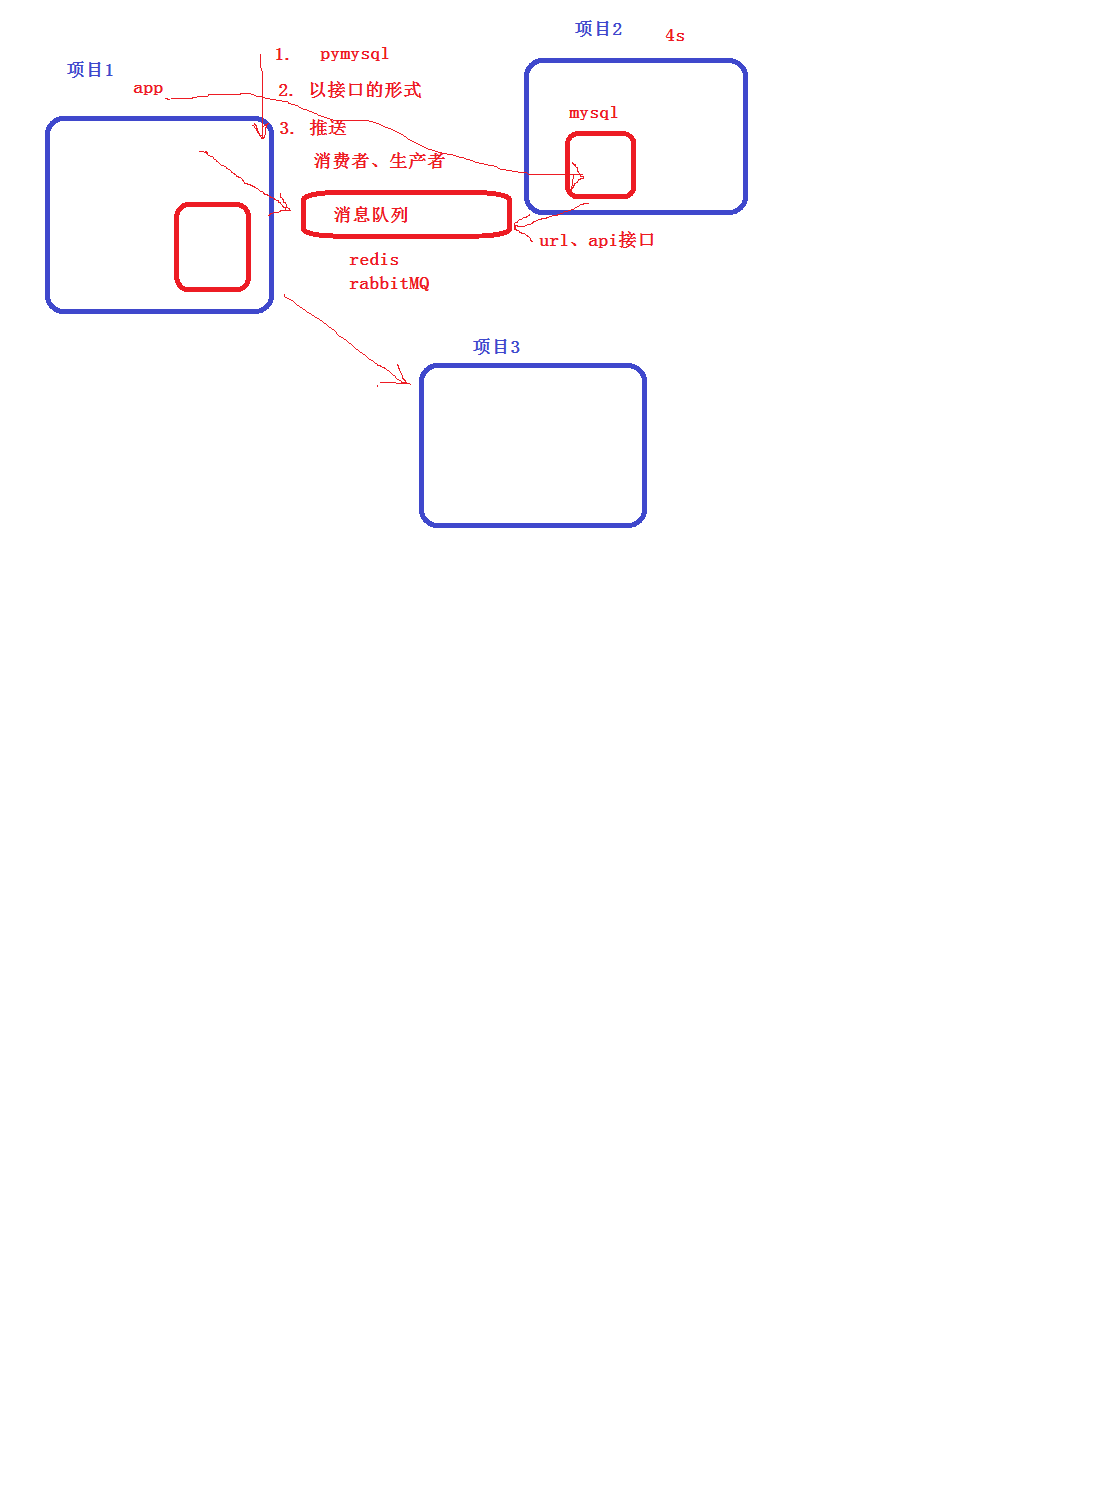 项目2
4s
1. pymysql
项目1
app
2. 以接口的形式
mysql
3. 推送
消费者、生产者
消息队列
url、api接口
redis
rabbitMQ
项目3